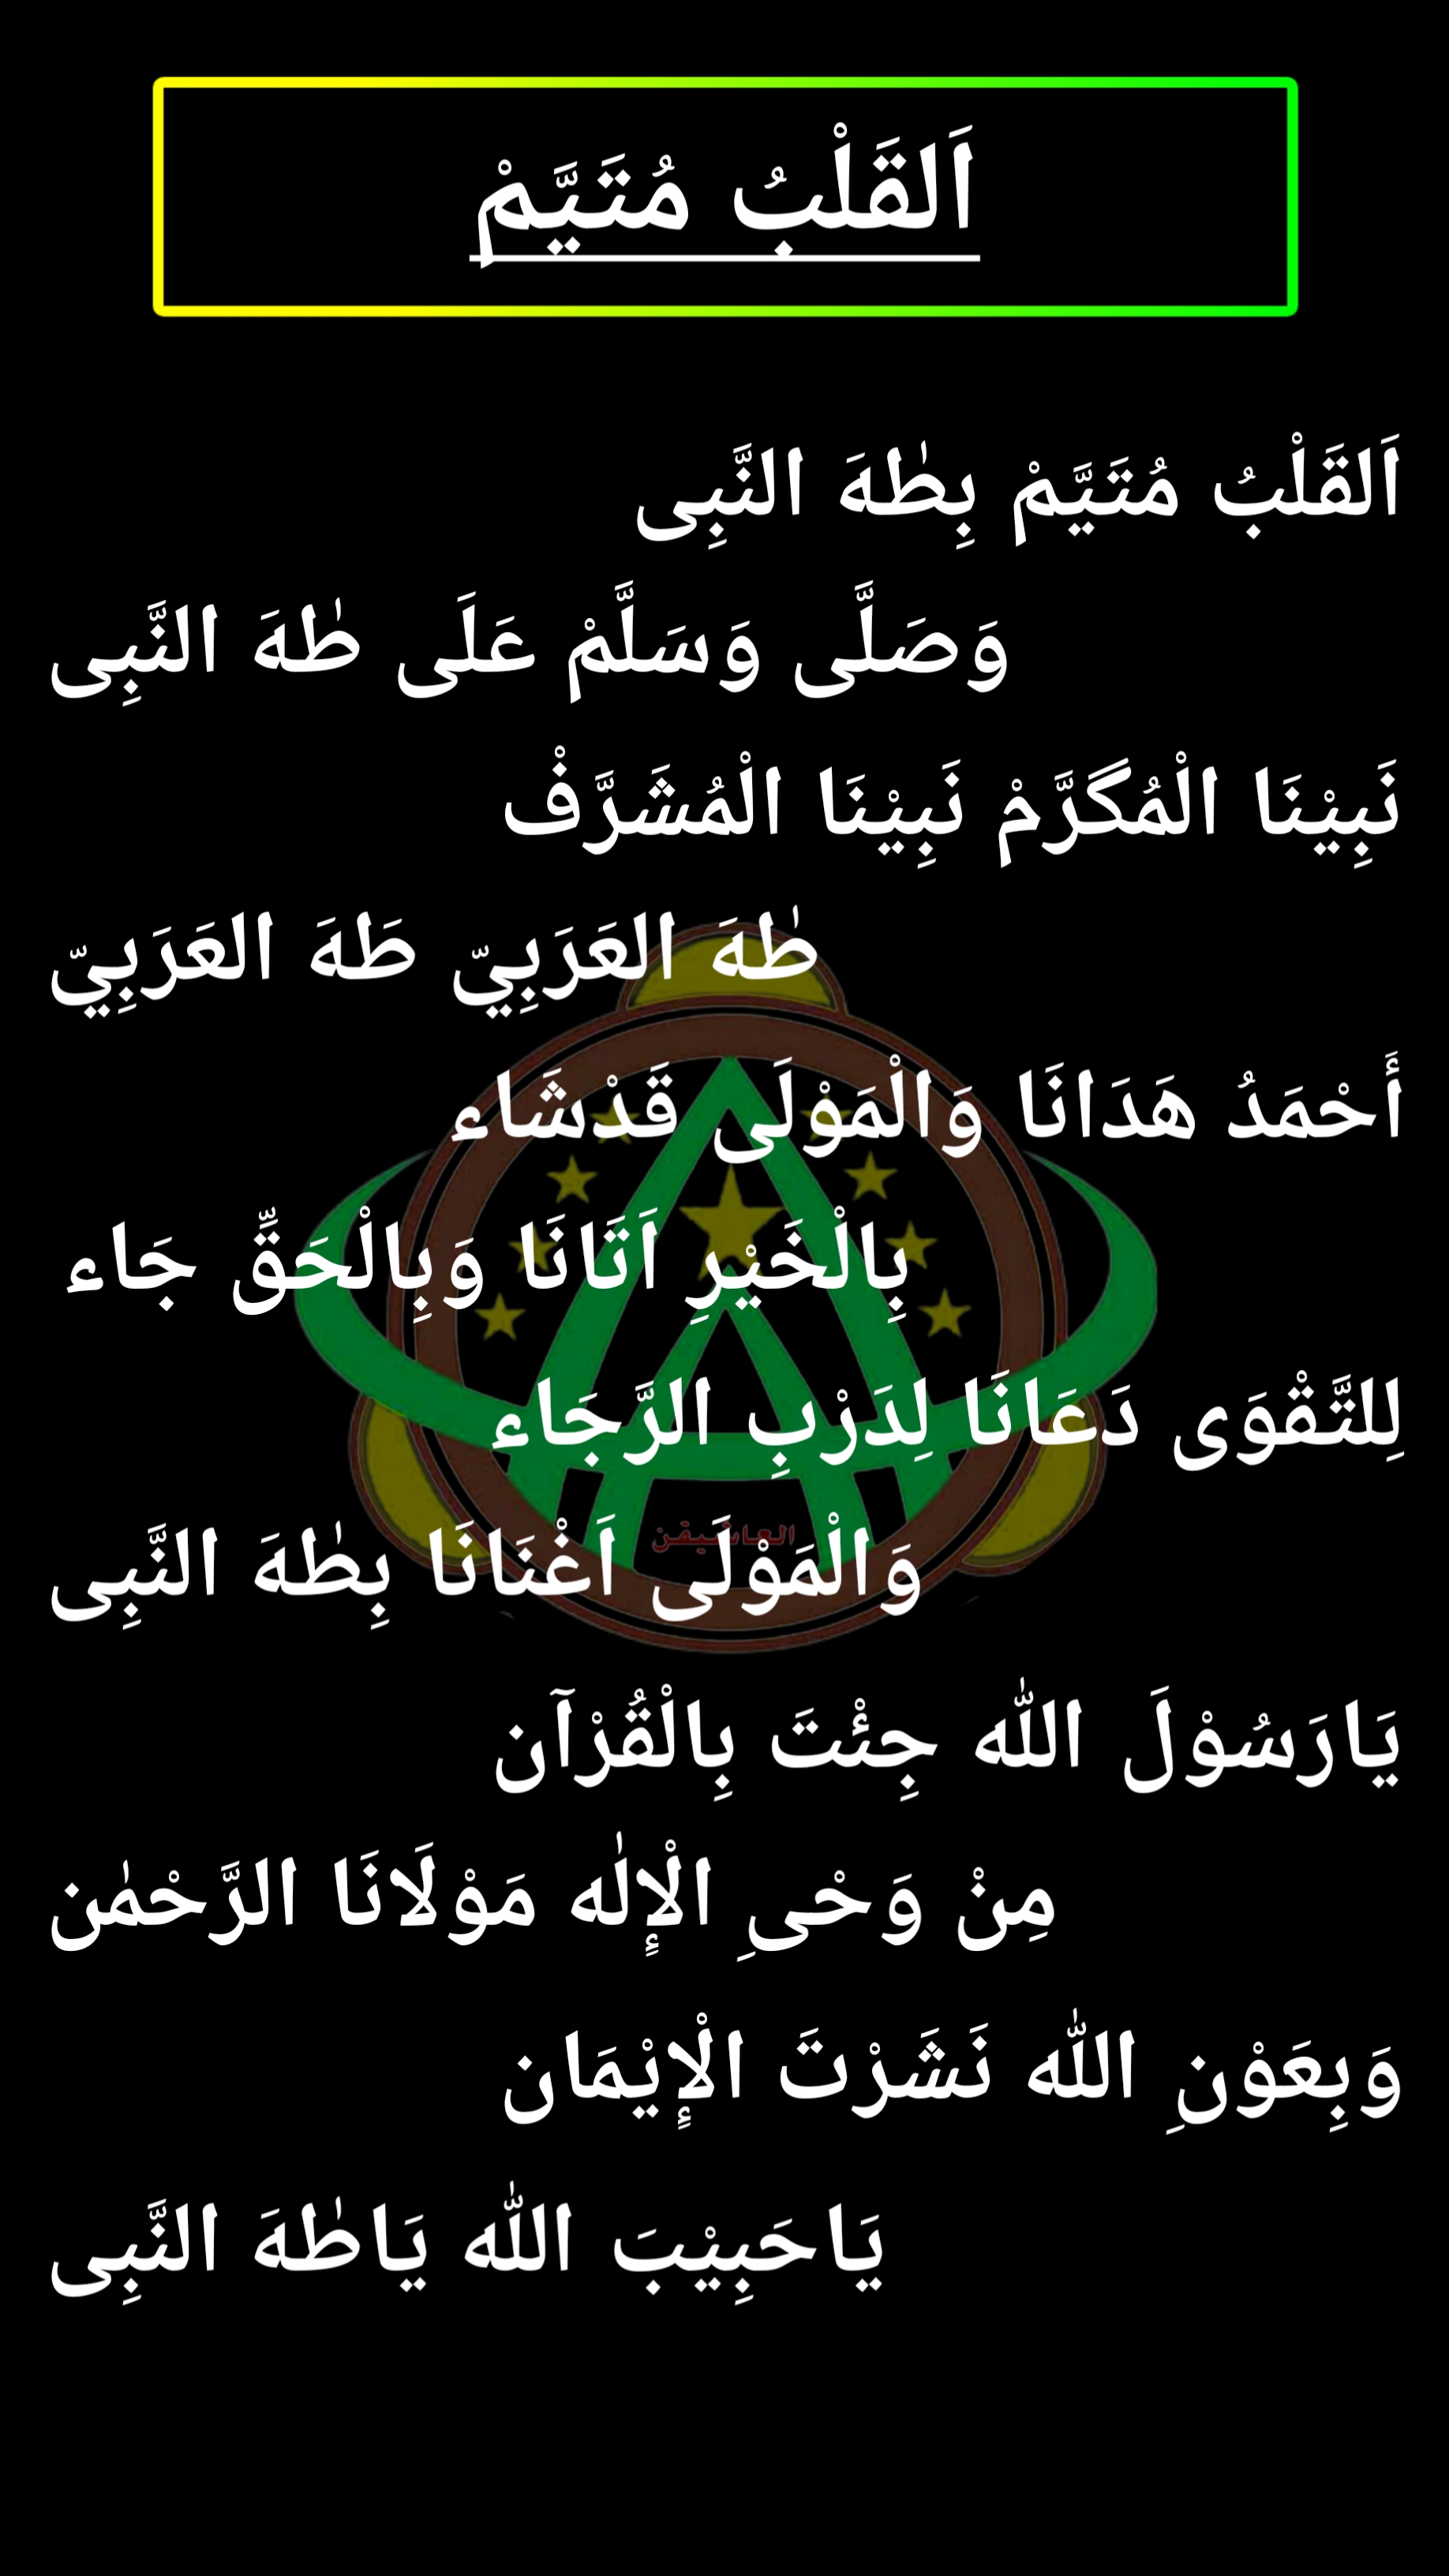 اَلقَلْبُ مُتَيَّمْ
اَلقَلْبُ مُتَيَّمْ بِطٰهَ النَّبِى
وَصَلَّى وَسَلَّمْ عَلَى طٰهَ النَّبِى
نَبِيْنَا الْمُكَرَّمْ نَبِيْنَا الْمُشَرَّفْ
طٰهَ العَرَبِيّ طَهَ العَرَبِيّ
أَحْمَدُ هَدَانَا وَالْمَوْلَى قَدْشَاء
بِالْخَيْرِ اَتَانَا وَبِالْحَقِّ جَاء
لِلتَّقْوَى دَعَانَا لِدَرْبِ الرَّجَاء
وَالْمَوْلَى اَغْنَانَا بِطٰهَ النَّبِى
العاشيقن
يَارَسُوْلَ اللّٰه جِئْتَ بِالْقُرْآن
مِنْ وَحْىِ الْإِلٰه مَوْلَانَا الرَّحْمٰن
وَبِعَوْنِ اللّٰه نَشَرْتَ الْإِيْمَان
يَاحَبِيْبَ اللّٰه يَاطٰهَ النَّبِى